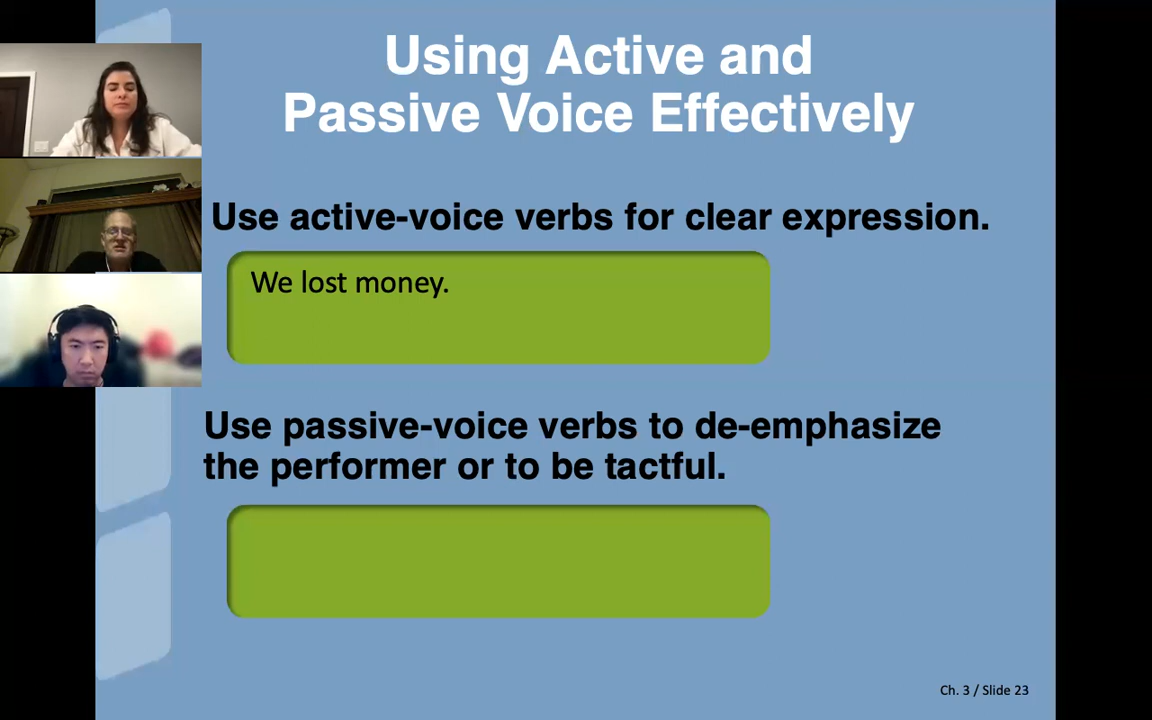 Using Active and
Passive Voice Effectively
Use active-voice verbs for clear expression.
We lost money.
Use passive-voice verbs to de-emphasize
the performer or to be tactful.
Ch. 3 / Slide 23